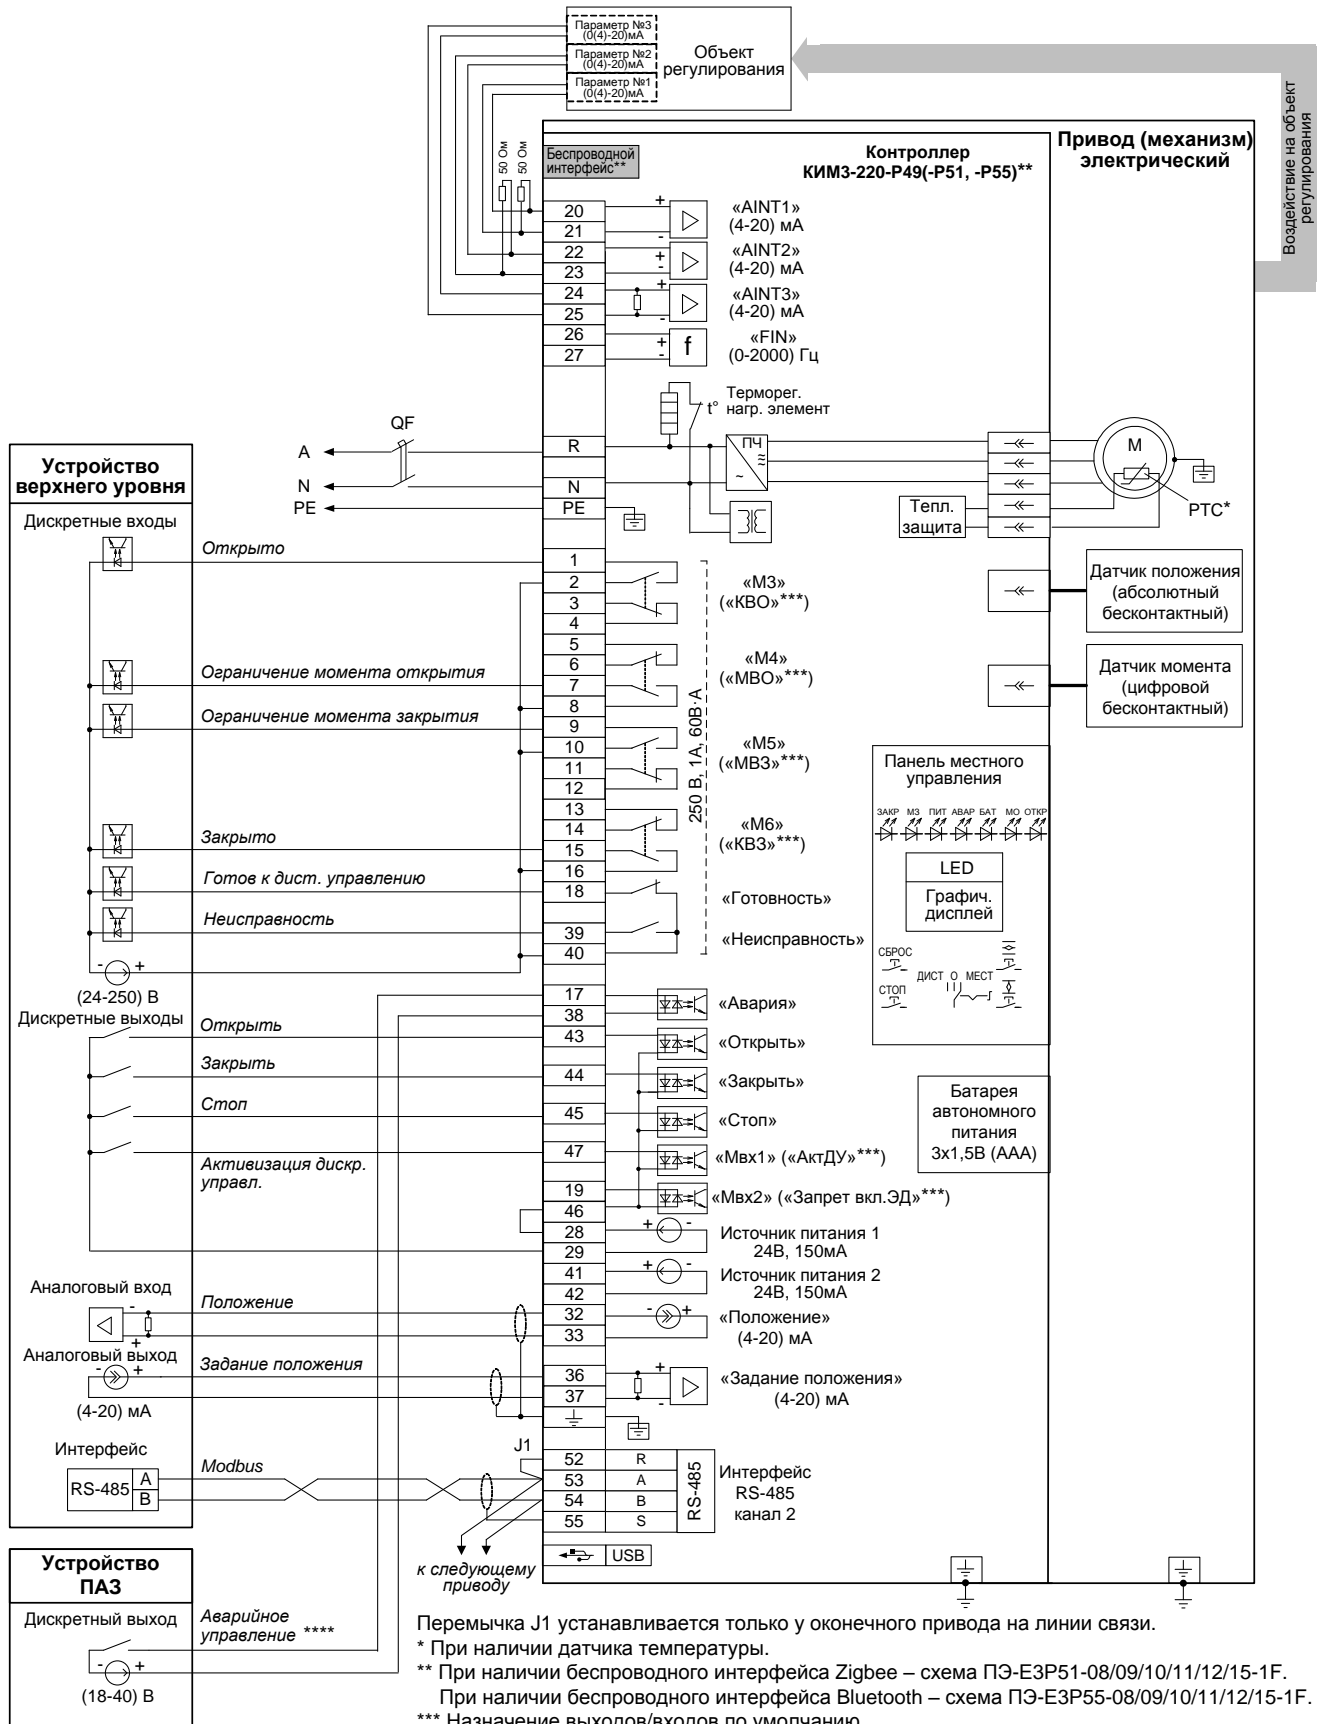 Параметр №3
(0(4)-20)мА
Параметр №2
(0(4)-20)мА
Параметр №1
(0(4)-20)мА
Объект
регулирования
Воздействие на объект
регулирования
50 Ом
50 Ом
Беспроводной
интерфейс**
Контроллер
КИМ3-220-Р49(-Р51, -Р55)**
Привод (механизм)
электрический
20
21
22
23
24
25
26
27
+
-
«AINT1»
(4-20) мА
+
-
«AINT2»
(4-20) мА
+
-
«AINT3»
(4-20) мА
+
-
f
«FIN»
(0-2000) Гц
t°
Терморег.
нагр. элемент
QF
A
N
PE
R
N
PE
ПЧ
~
M
PTC*
Тепл.
защита
Устройство
верхнего уровня
Дискретные входы
Открыто
Ограничение момента открытия
Ограничение момента закрытия
Закрыто
Готов к дист. управлению
Неисправность
- +
(24-250) В
1
2
3
4
5
6
7
8
9
10
11
12
13
14
15
16
18
39
40
«М3»
(«КВО»***)
«М4»
(«МВО»***)
«М5»
(«МВЗ»***)
«М6»
(«КВЗ»***)
250 В, 1А, 60В·А
«Готовность»
«Неисправность»
Датчик положения
(абсолютный
бесконтактный)
Датчик момента
(цифровой
бесконтактный)
Панель местного
управления
ЗАКР МЗ ПИТ АВАР БАТ МО ОТКР
LED
Графич.
дисплей
СБРОС
СТОП
ДИСТ О МЕСТ
Батарея
автономного
питания
3х1,5В (ААА)
Дискретные выходы
Открыть
Закрыть
Стоп
Активизация дискр.
управл.
17
38
43
44
45
47
19
46
28
29
41
42
32
33
36
37
«Авария»
«Открыть»
«Закрыть»
«Стоп»
«Мвх1» («АктДУ»***)
«Мвх2» («Запрет вкл.ЭД»***)
+ -
Источник питания 1
24В, 150мА
+ -
Источник питания 2
24В, 150мА
- +
«Положение»
(4-20) мА
+
-
«Задание положения»
(4-20) мА
Аналоговый вход
-
+
Положение
Аналоговый выход
- +
Задание положения
(4-20) мА
Интерфейс
RS-485
A
B
Modbus
J1
52 R
53 A
54 B
55 S
RS-485
Интерфейс
RS-485
канал 2
USB
к следующему
приводу
Устройство
ПАЗ
Дискретный выход
- +
(18-40) В
Аварийное
управление ****
Перемычка J1 устанавливается только у оконечного привода на линии связи.
* При наличии датчика температуры.
** При наличии беспроводного интерфейса Zigbee – схема ПЭ-Е3Р51-08/09/10/11/12/15-1F.
При наличии беспроводного интерфейса Bluetooth – схема ПЭ-Е3Р55-08/09/10/11/12/15-1F.
*** Назначение выходов/входов по умолчанию